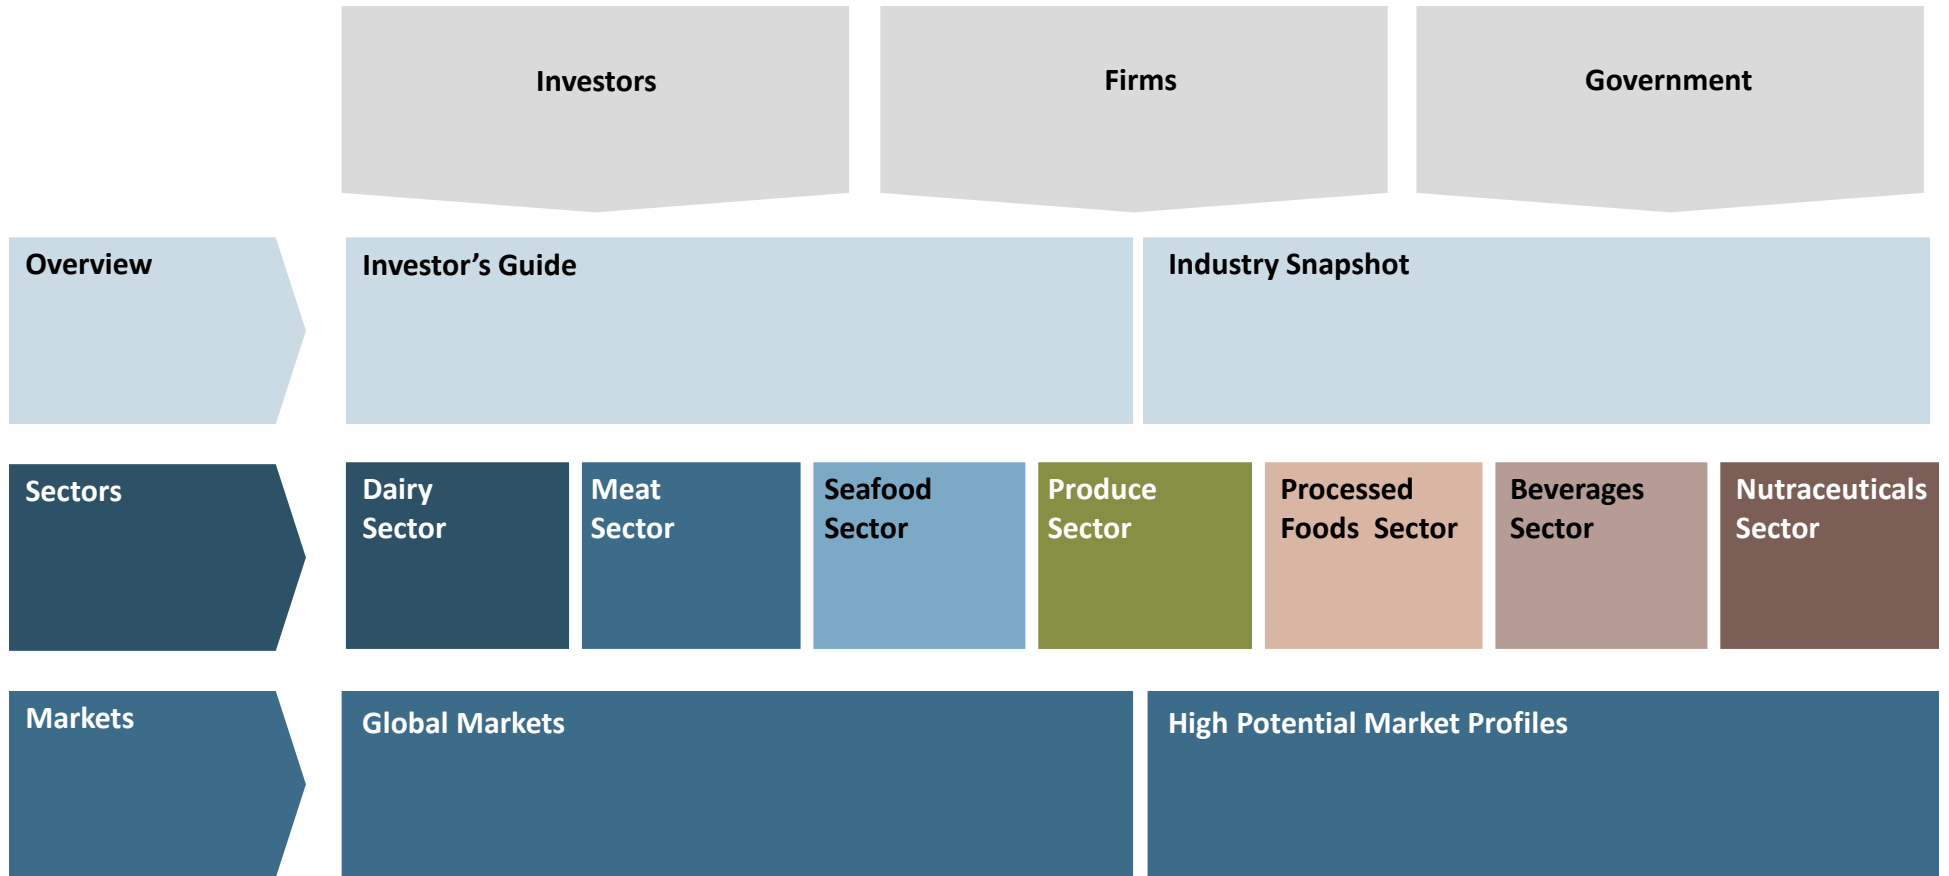 Investors
Firms
Government
Overview
Investor’s Guide
Industry Snapshot
Sectors
Dairy
Sector
Meat
Sector
Seafood
Sector
Produce
Sector
Processed
Foods  Sector
Beverages
Sector
Nutraceuticals
Sector
Markets
Global Markets
High Potential Market Profiles